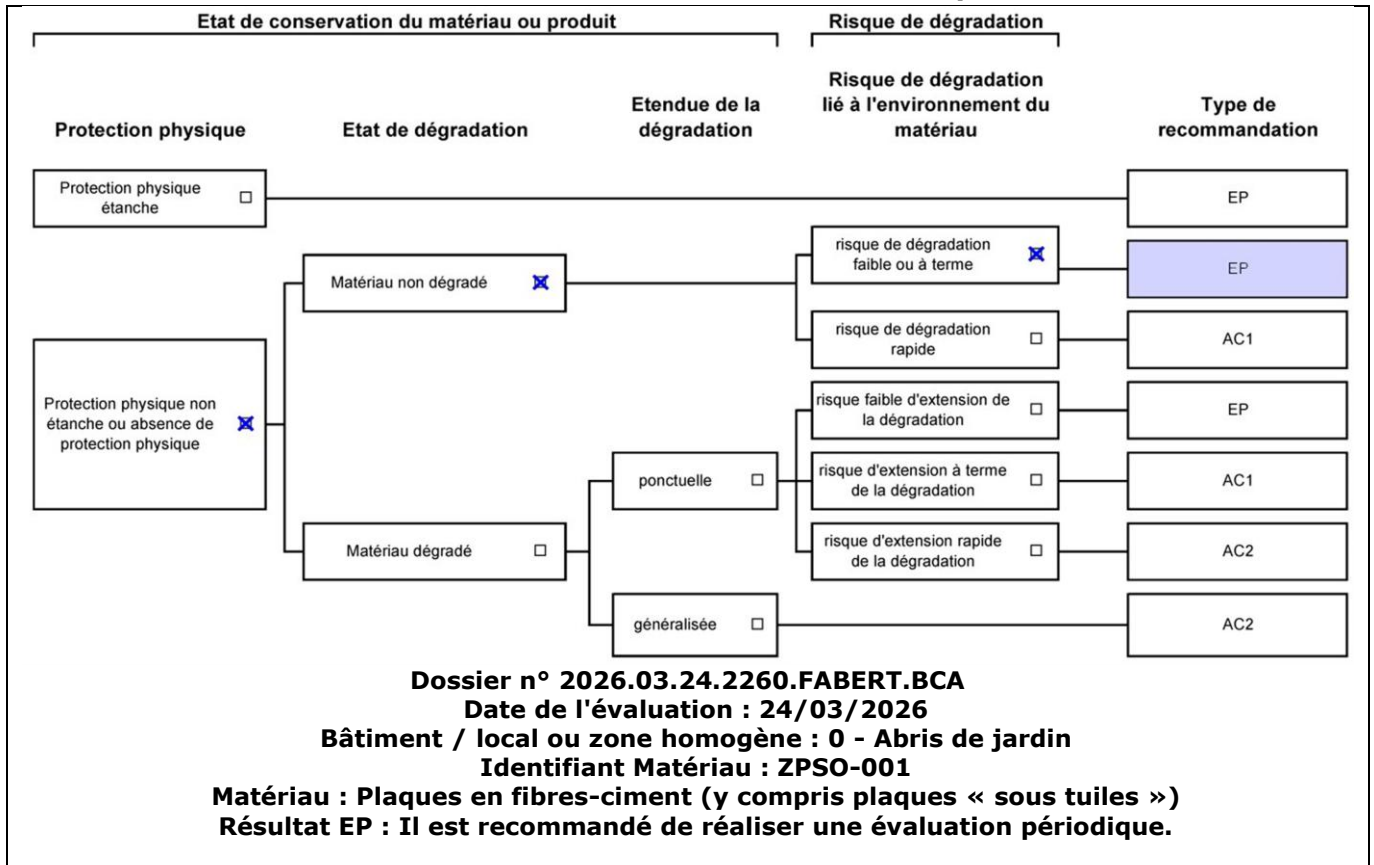 Etat de conservation du matériau ou produit
Risque de dégradation
Protection physique
Etat de dégradation
Etendue de la
dégradation
Risque de dégradation
lié à l'environnement du
matériau
Type de
recommandation
Protection physique
étanche
EP
risque de dégradation
faible ou à terme
EP
Matériau non dégradé
risque de dégradation
rapide
AC1
Protection physique non
étanche ou absence de
protection physique
risque faible d'extension de
la dégradation
EP
ponctuelle
risque d'extension à terme
de la dégradation
AC1
Matériau dégradé
risque d'extension rapide
de la dégradation
AC2
généralisée
AC2
Dossier n° 2026.03.24.2260.FABERT.BCA
Date de l'évaluation : 24/03/2026
Bâtiment / local ou zone homogène : 0 - Abris de jardin
Identifiant Matériau : ZPSO-001
Matériau : Plaques en fibres-ciment (y compris plaques « sous tuiles »)
Résultat EP : Il est recommandé de réaliser une évaluation périodique.